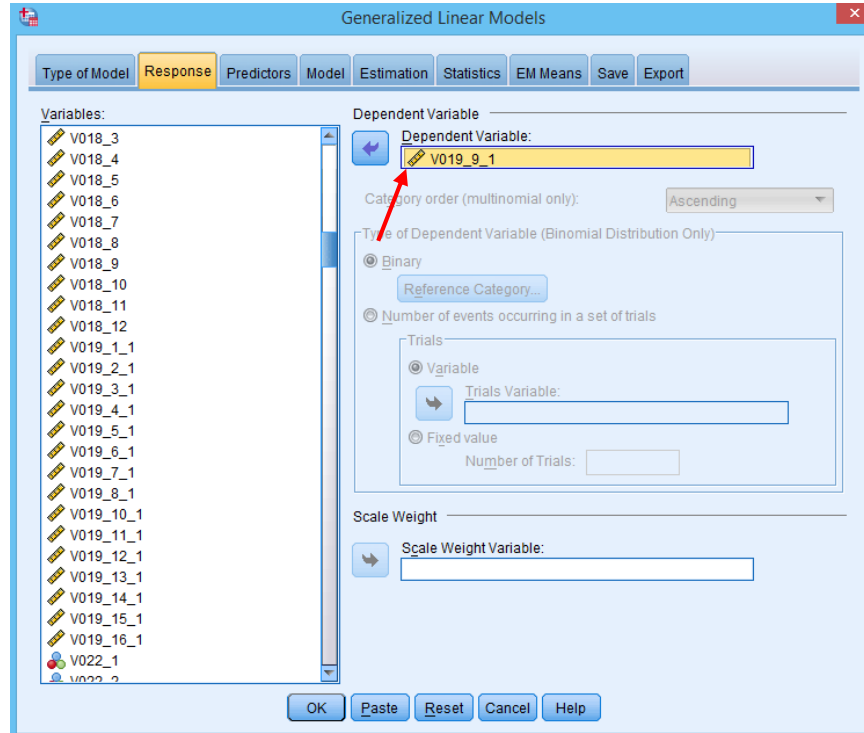 Generalized Linear Models
Type of Model Response Predictors Model Estimation Statistics EM Means Save Export
Variables:
V018_3
V018_4
V018_5
V018_6
V018_7
V018_8
V018_9
V018_10
V018_11
V018_12
V019_1_1
V019_2_1
V019_3_1
V019_4_1
V019_5_1
V019_6_1
V019_7_1
V019_8_1
V019_10_1
V019_11_1
V019_12_1
V019_13_1
V019_14_1
V019_15_1
V019_16_1
V022_1
V022_2
Dependent Variable
Dependent Variable:
V019_9_1
Category order (multinomial only): Ascending
Type of Dependent Variable (Binomial Distribution Only)
Binary
Reference Category...
Number of events occurring in a set of trials
Trials
Variable
Trials Variable:
Fixed value
Number of Trials:
Scale Weight
Scale Weight Variable:
OK Paste Reset Cancel Help